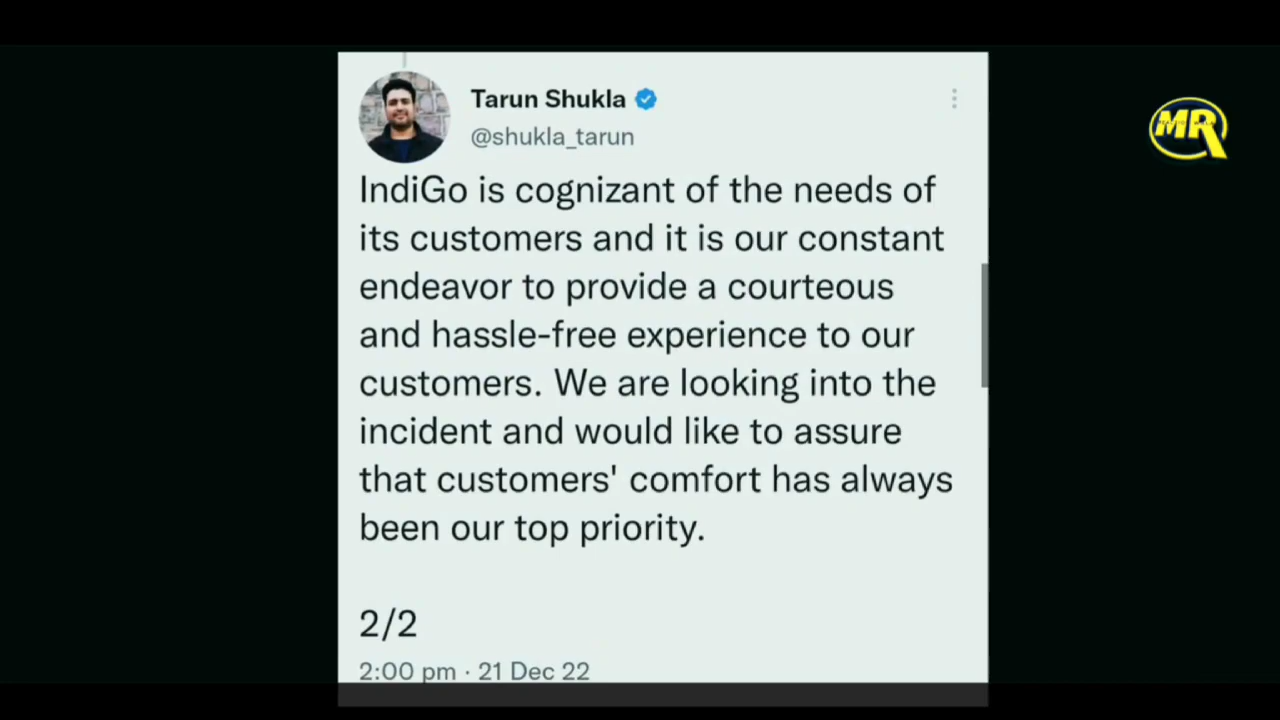 Tarun Shukla
@shukla_tarun
MR
IndiGo is cognizant of the needs of
its customers and it is our constant
endeavor to provide a courteous
and hassle-free experience to our
customers. We are looking into the
incident and would like to assure
that customers' comfort has always
been our top priority.
2/2
2:00 pm · 21 Dec 22